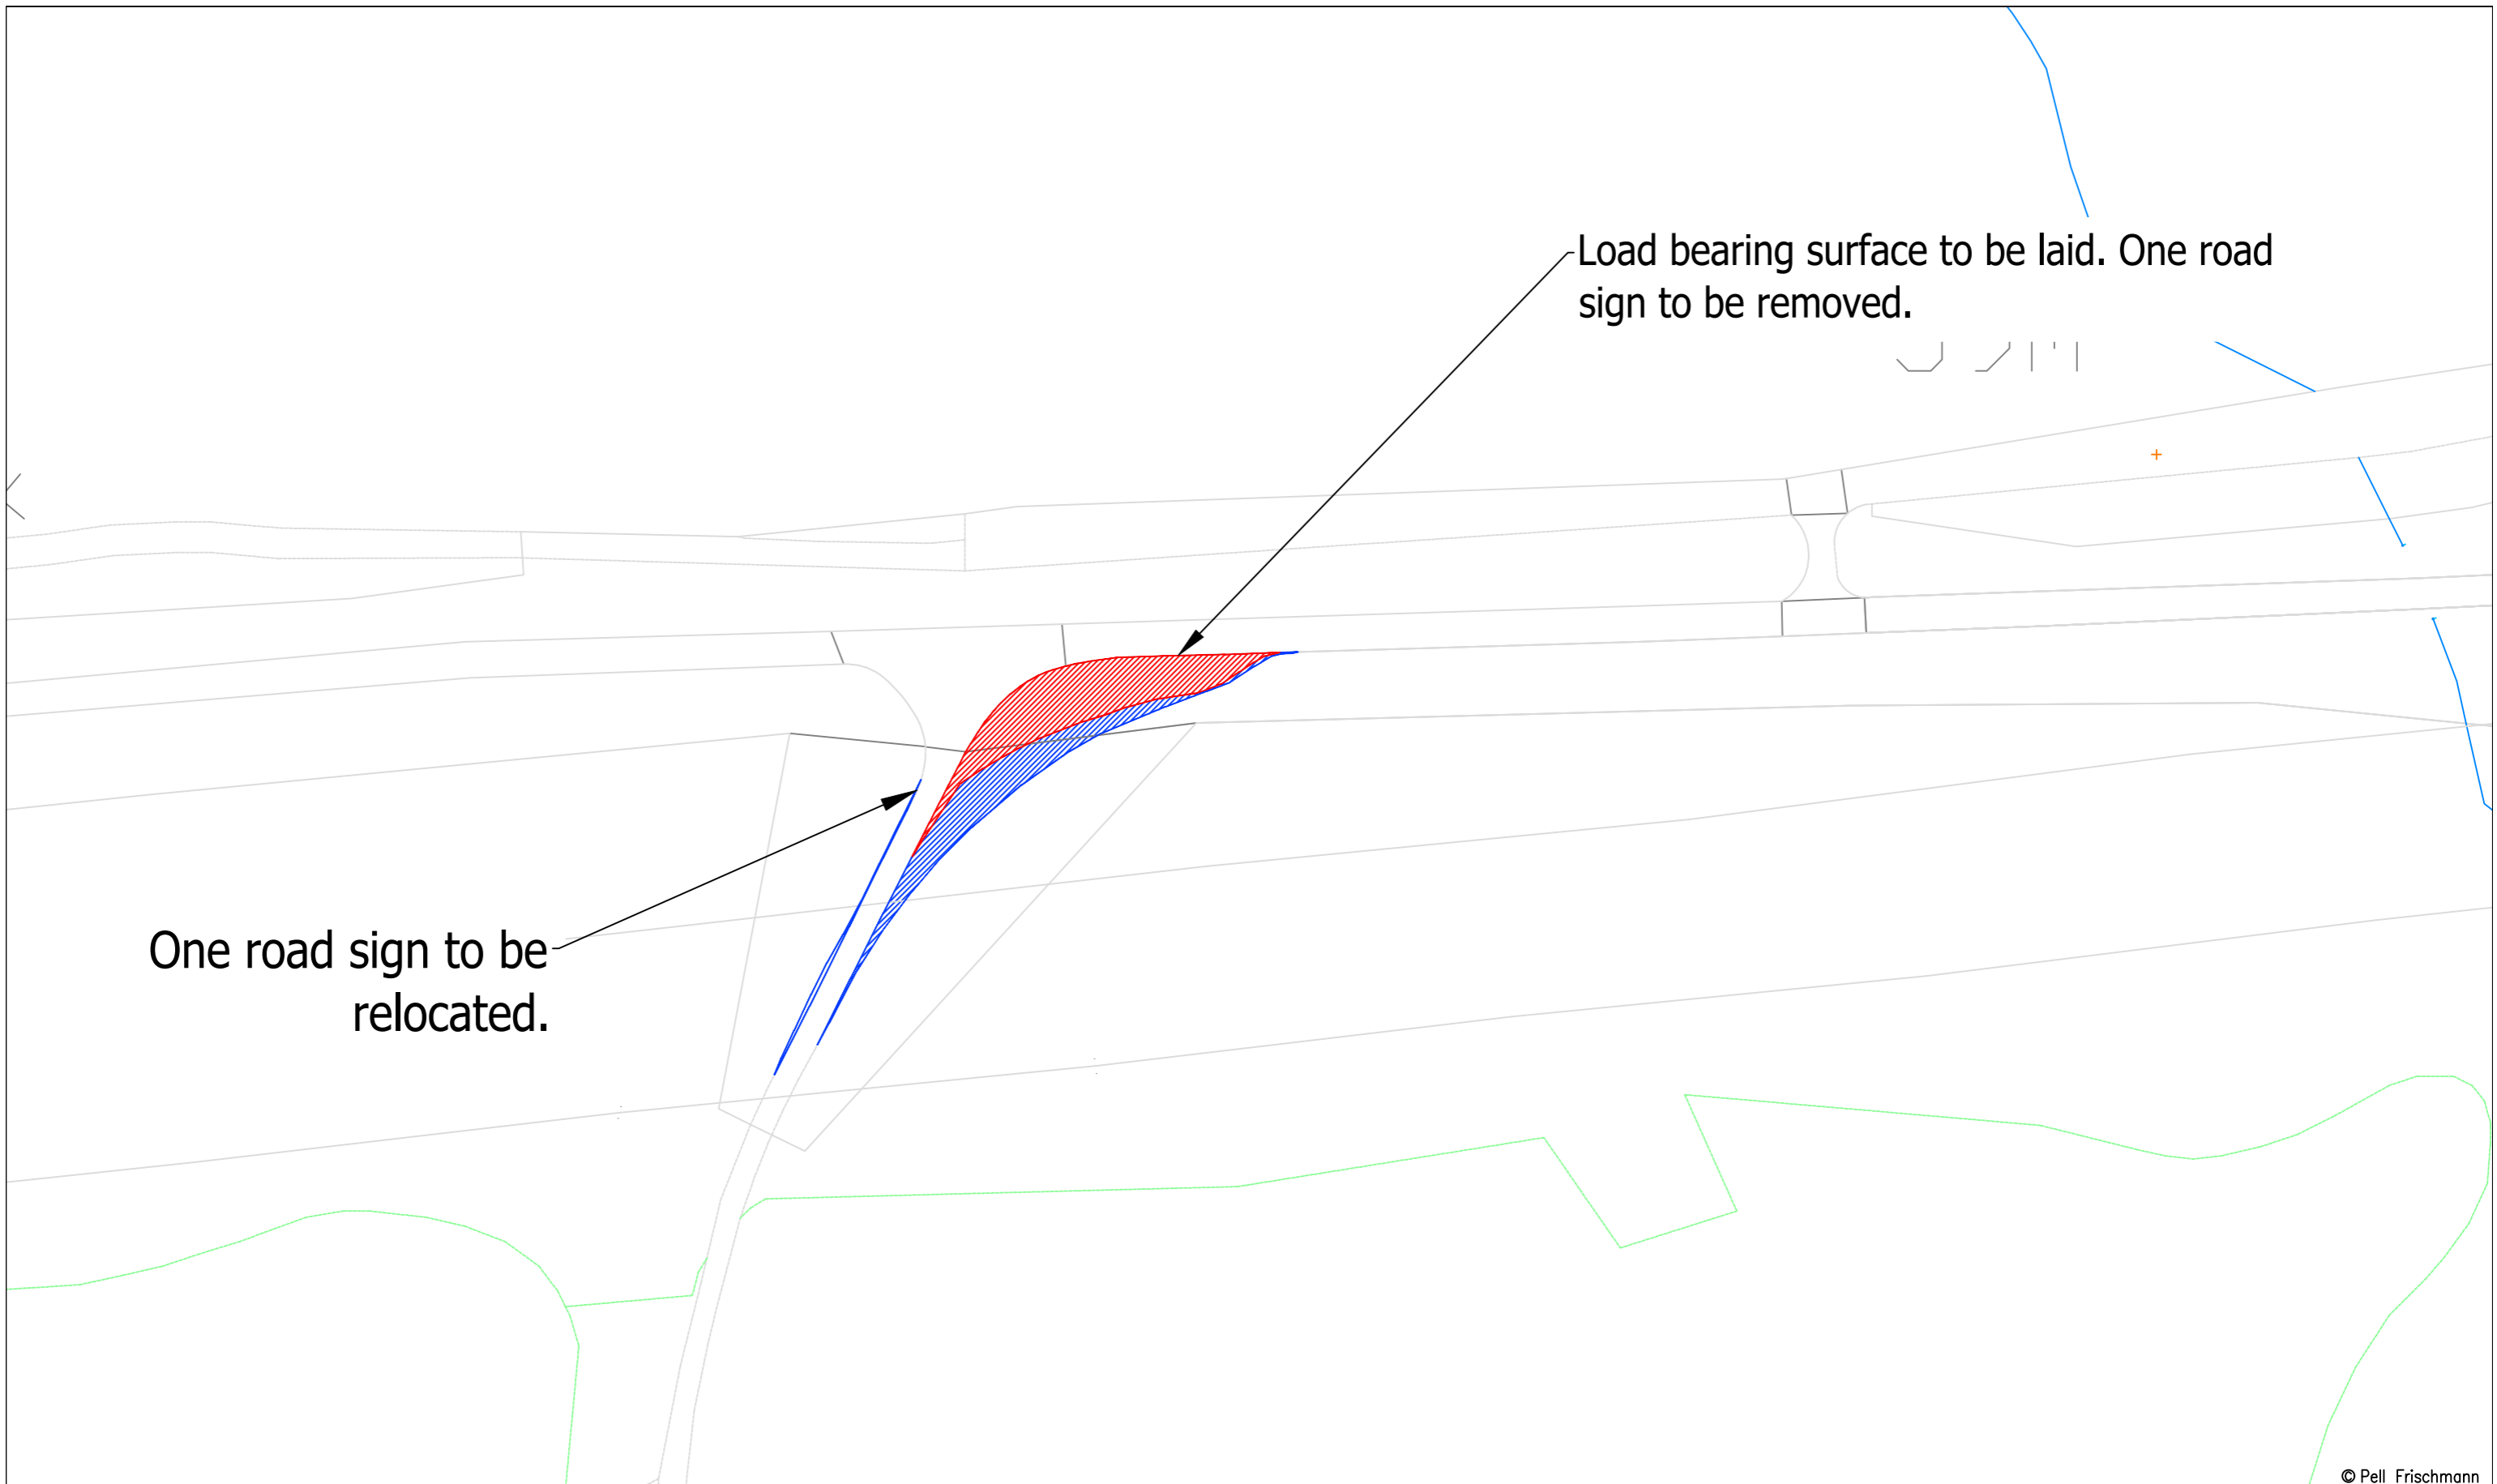 Load bearing surface to be laid. One road
sign to be removed.
One road sign to be
relocated.
© Pell Frischmann